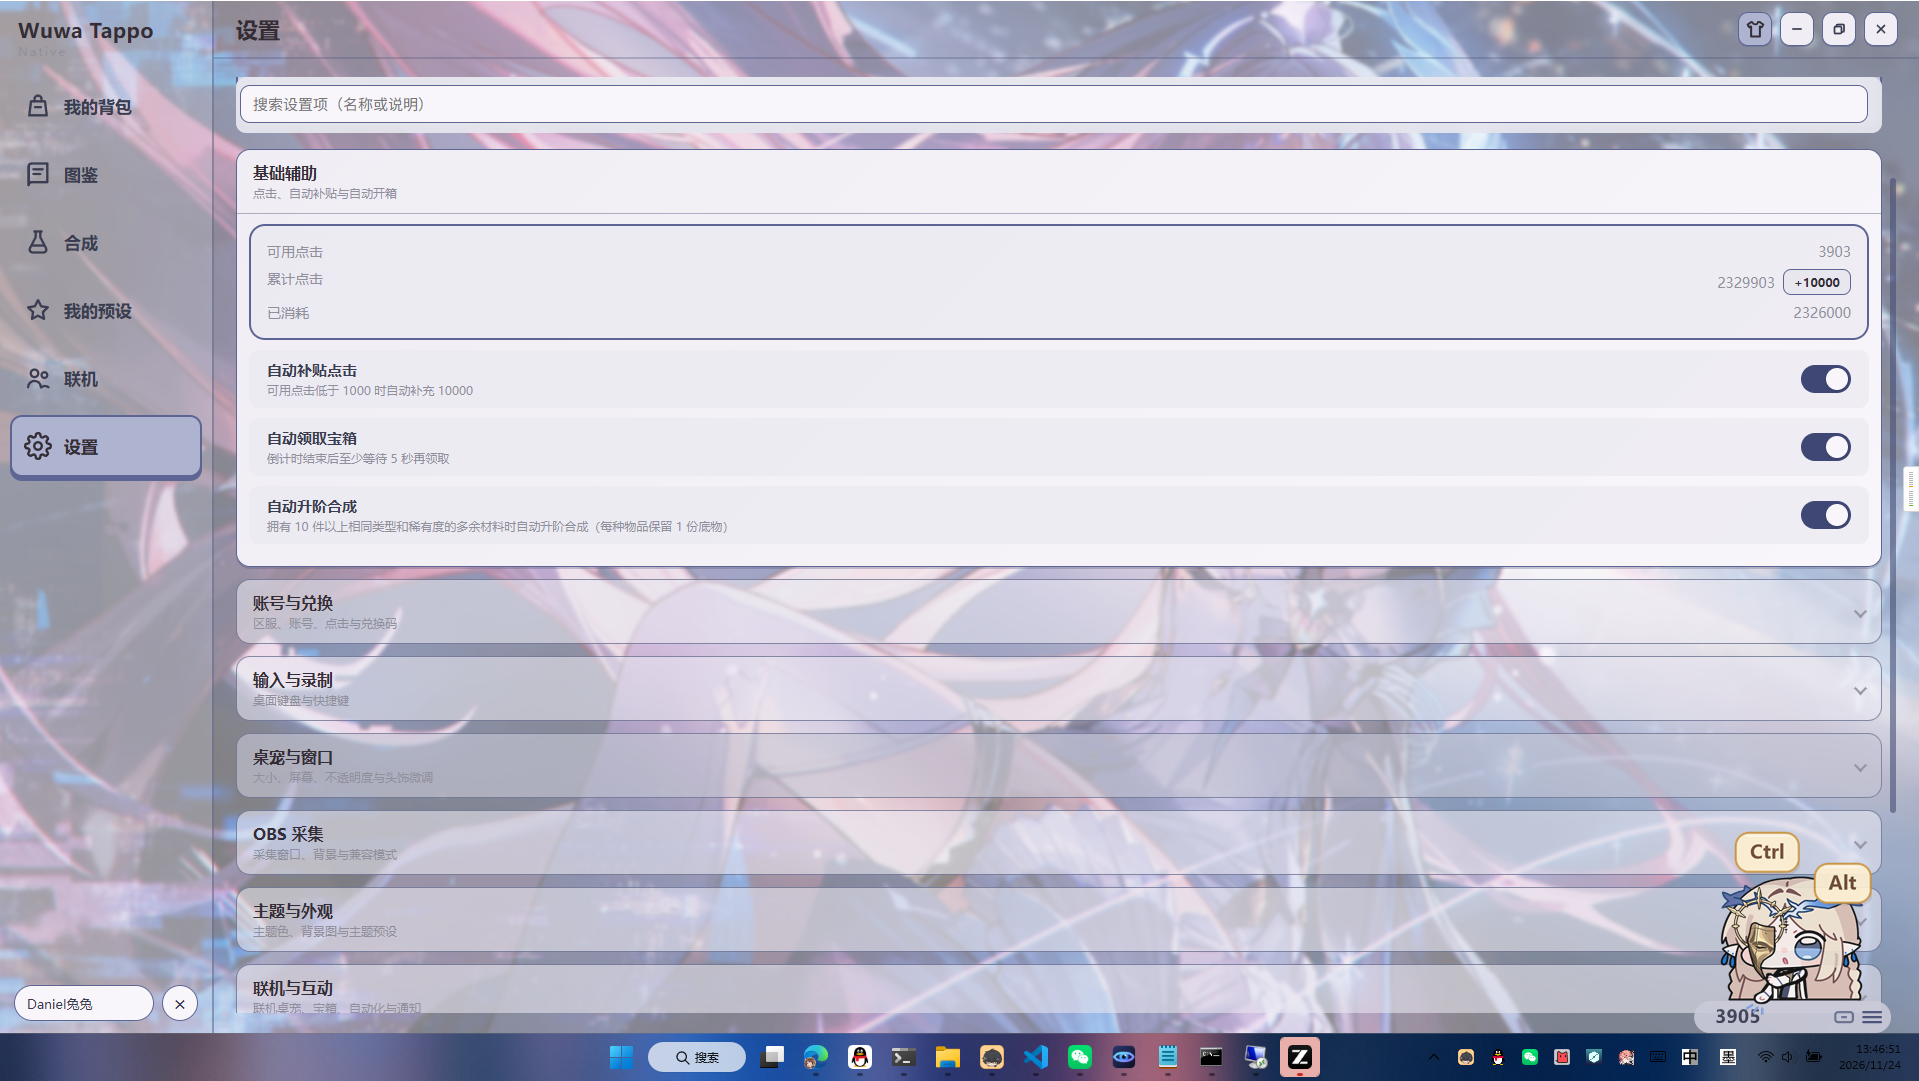 Wuwa Tappo
Native
设置
我的背包
图鉴
合成
我的预设
联机
设置
Daniel兔兔
搜索设置项（名称或说明）
基础辅助
点击、自动补贴与自动开箱
可用点击
3903
累计点击
2329903
+10000
已消耗
2326000
自动补贴点击
可用点击低于 1000 时自动补充 10000
自动领取宝箱
倒计时结束后至少等待 5 秒再领取
自动升阶合成
拥有 10 件以上相同类型和稀有度的多余材料时自动升阶合成（每种物品保留 1 份底物）
账号与兑换
区服、账号、点击与兑换码
输入与录制
桌面键盘与快捷键
桌宠与窗口
大小、屏幕、不透明度与头饰微调
OBS 采集
采集窗口、背景与兼容模式
主题与外观
主题色、背景图与主题预设
联机与互动
联机桌宠、宝箱、自动化与通知
Ctrl
Alt
3905
搜索
中
墨
13:46:51
2026/11/24